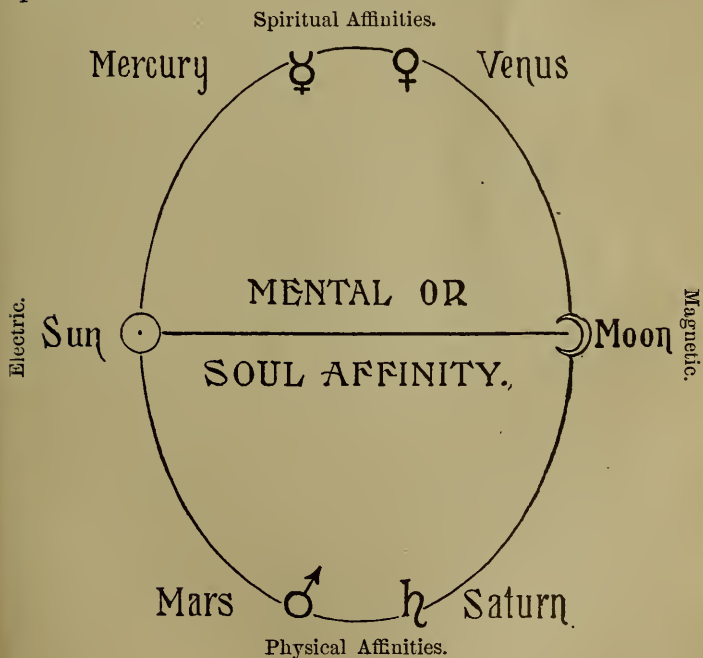 Spiritual Affinities.
Mercury ☿ ♀ Venus
MENTAL OR
Electric. Sun ☉ ☽ Moon Magnetic.
SOUL AFFINITY.
Mars ♂ ♄ Saturn
Physical Affinities.